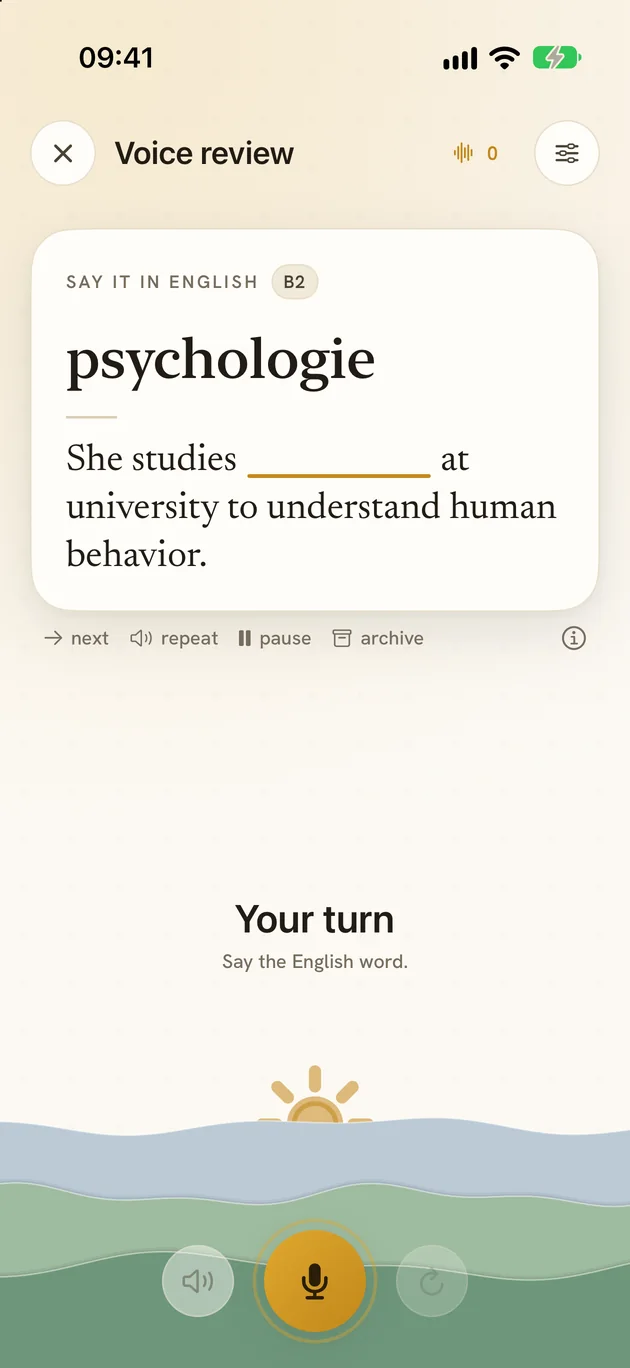 09:41
Voice review
0
SAY IT IN ENGLISH B2
psychologie
She studies __________ at
university to understand human
behavior.
next repeat pause archive
Your turn
Say the English word.